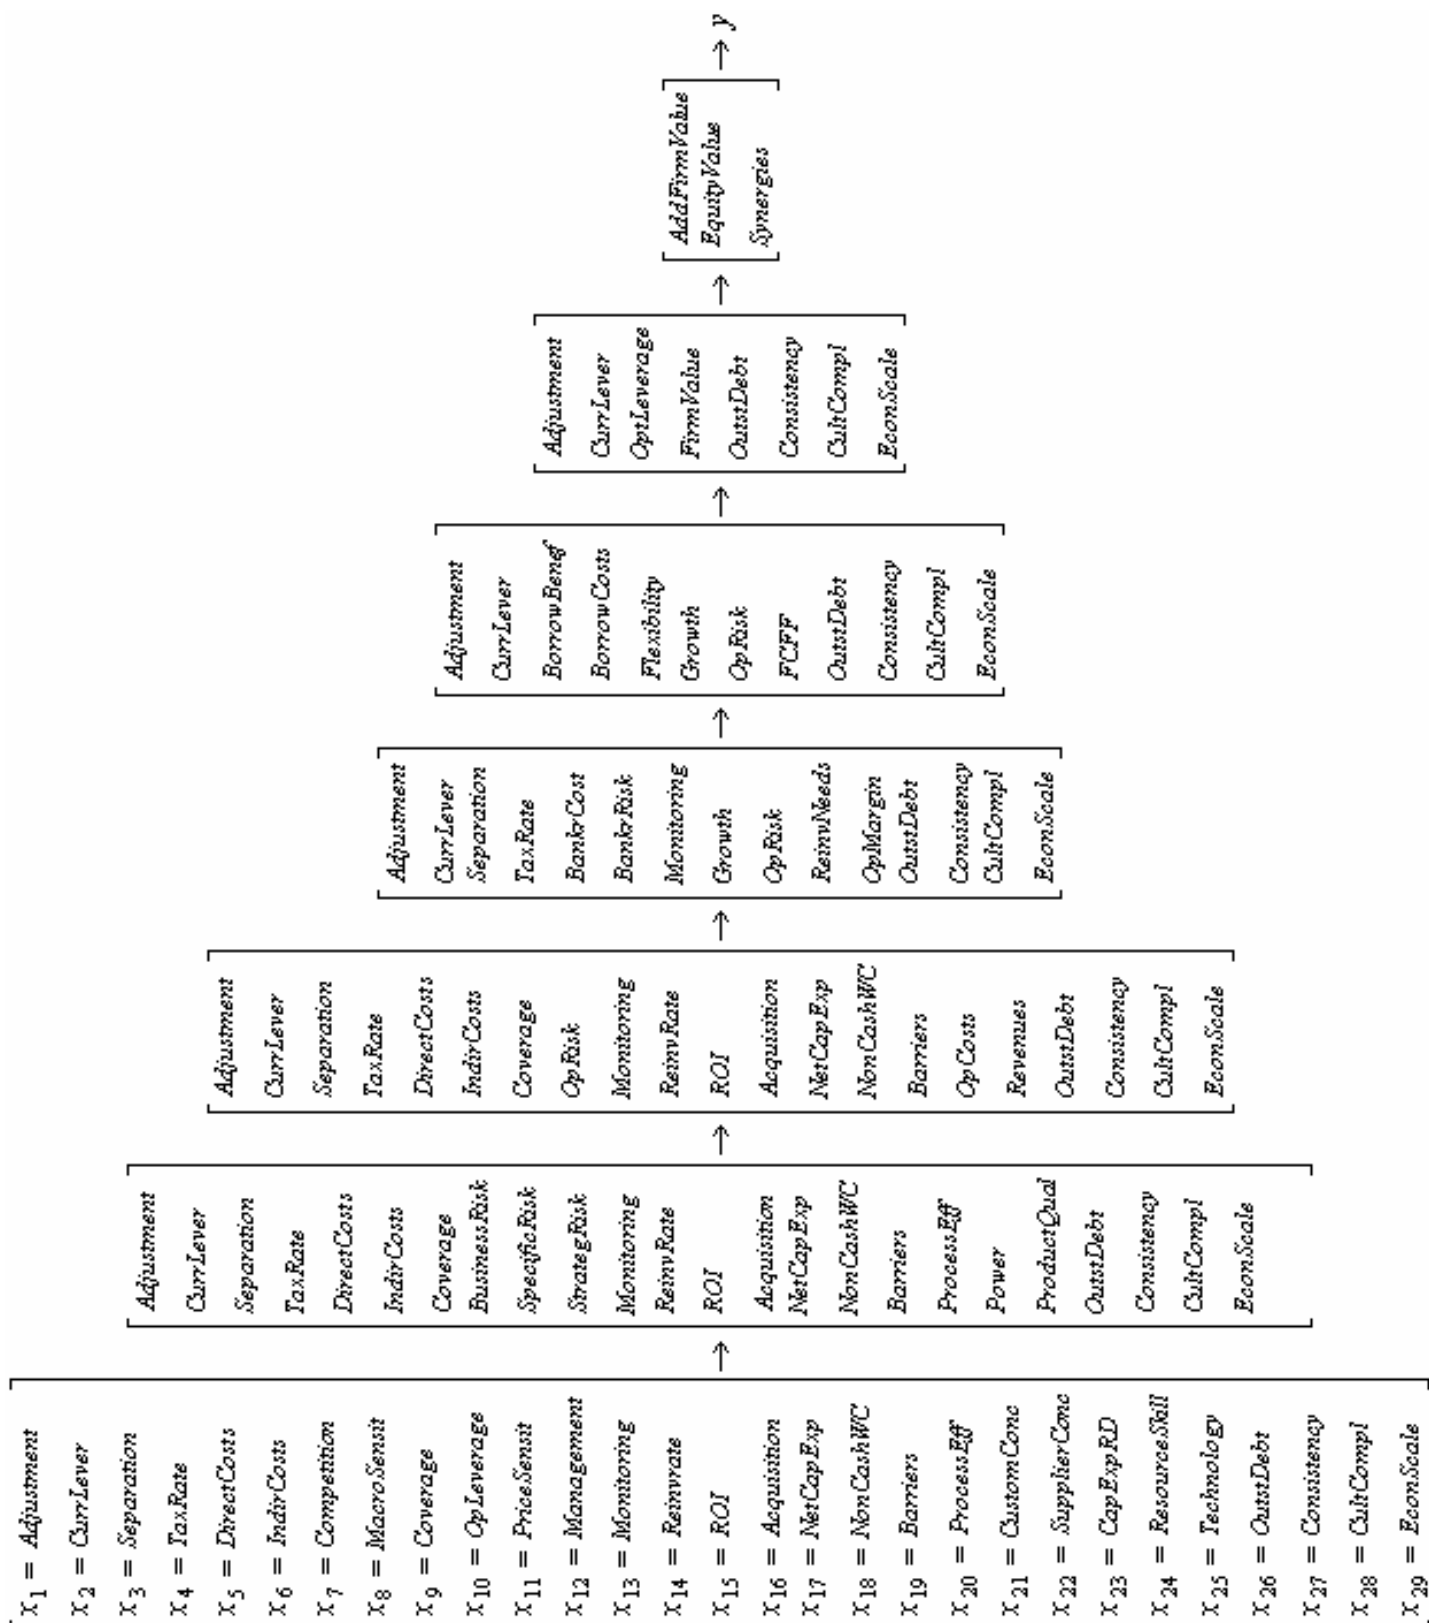 X1 = Adjustment
X2 = CurrLever
X3 = Separation
X4 = TaxRate
X5 = DirectCosts
X6 = IndirCosts
X7 = Competition
X8 = MacroSensit
X9 = Coverage
X10 = OpLeverage
X11 = PriceSensit
X12 = Management
X13 = Monitoring
X14 = Reinvrate
X15 = ROI
X16 = Acquisition
X17 = NetCapExp
X18 = NonCashWC
X19 = Barriers
X20 = ProcessEff
X21 = CustomConc
X22 = SupplierConc
X23 = CapExpRD
X24 = ResourceSkill
X25 = Technology
X26 = OutstDebt
X27 = Consistency
X28 = CultCompl
X29 = EconScale
→
Adjustment
CurrLever
Separation
TaxRate
DirectCosts
IndirCosts
Coverage
BusinessRisk
SpecificRisk
StrategRisk
Monitoring
ReinvRate
ROI
Acquisition
NetCapExp
NonCashWC
Barriers
ProcessEff
Power
ProductQual
OutstDebt
Consistency
CultCompl
EconScale
→
Adjustment
CurrLever
Separation
TaxRate
DirectCosts
IndirCosts
Coverage
OpRisk
Monitoring
ReinvRate
ROI
Acquisition
NetCapExp
NonCashWC
Barriers
OpCosts
Revenues
OutstDebt
Consistency
CultCompl
EconScale
→
Adjustment
CurrLever
Separation
TaxRate
BankrCost
BankrRisk
Monitoring
Growth
OpRisk
ReinvNeeds
OpMargin
OutstDebt
Consistency
CultCompl
EconScale
→
Adjustment
CurrLever
BorrowBenef
BorrowCosts
Flexibility
Growth
OpRisk
FCFF
OutstDebt
Consistency
CultCompl
EconScale
→
Adjustment
CurrLever
OptLeverage
FirmValue
OutstDebt
Consistency
CultCompl
EconScale
→
AddFirmValue
EquityValue
Synergies
→ y